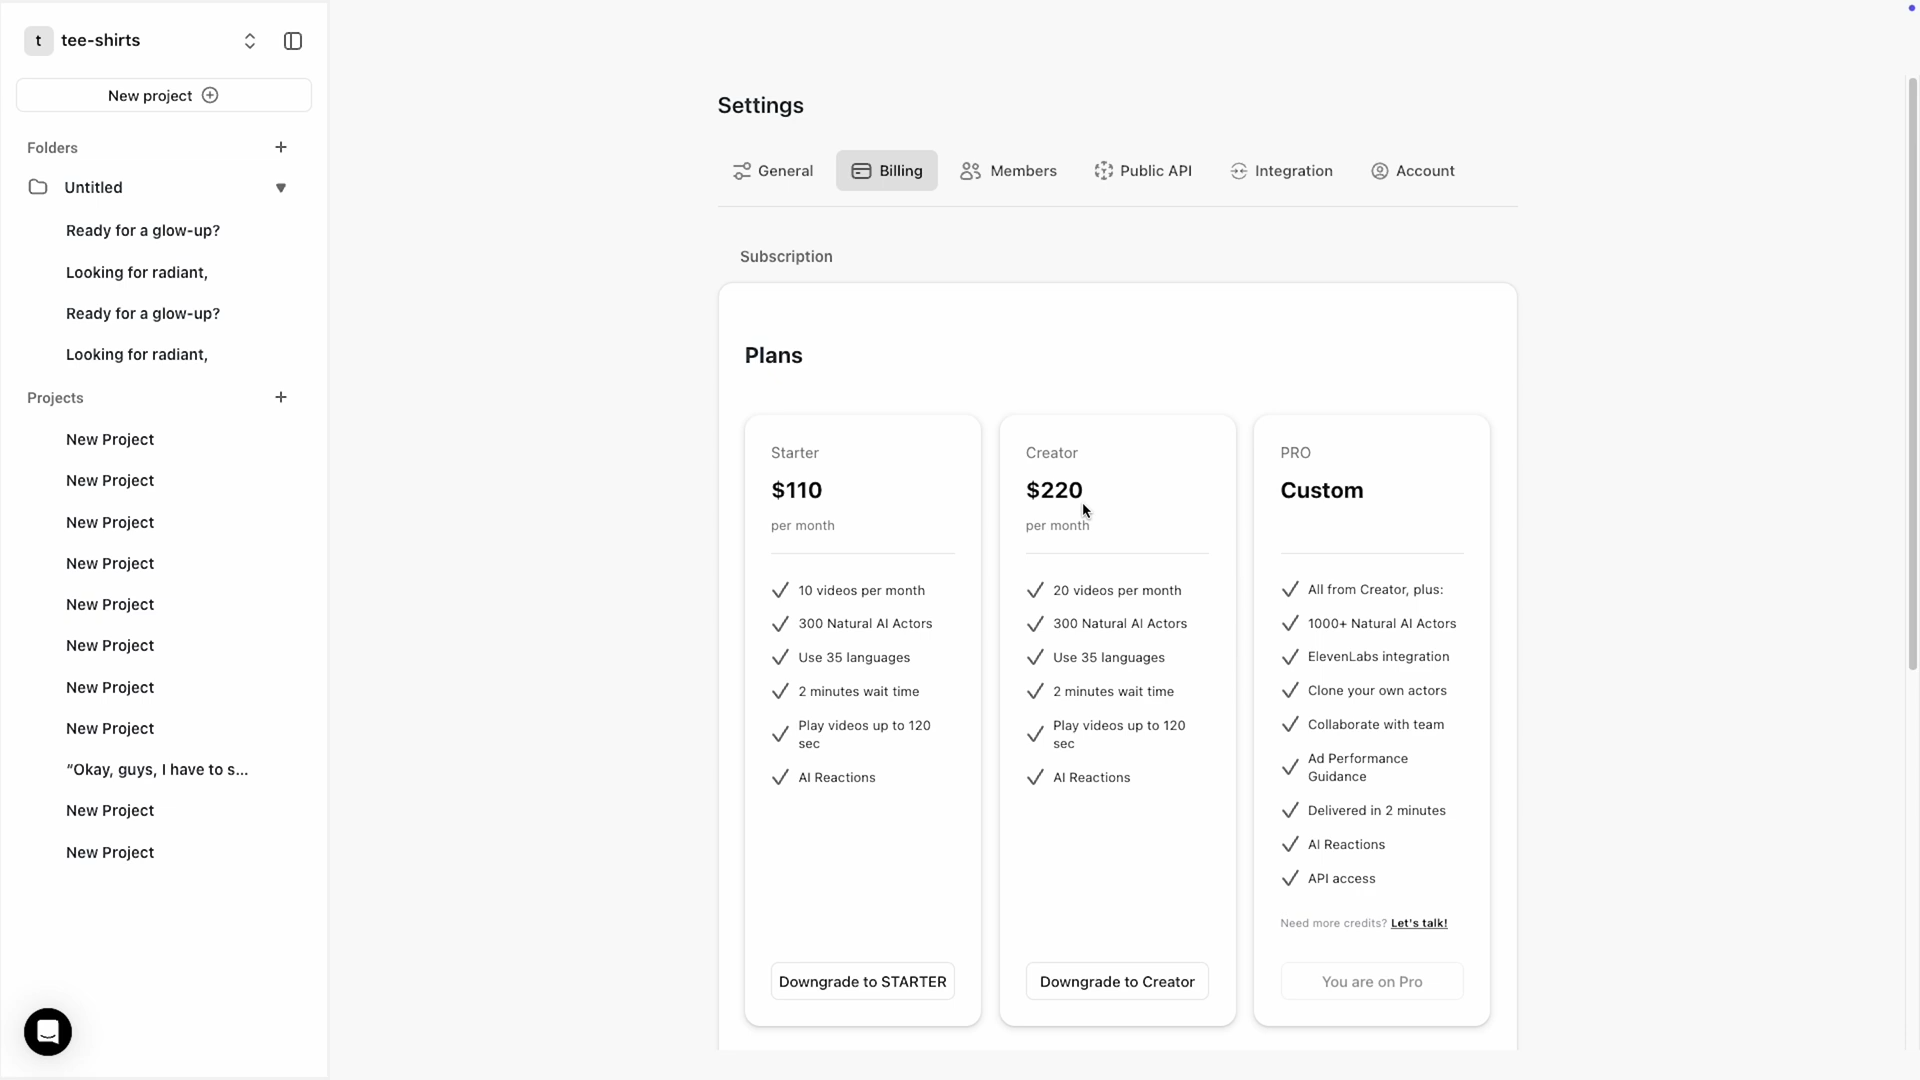 t tee-shirts
New project
Folders
Untitled
Ready for a glow-up?
Looking for radiant,
Ready for a glow-up?
Looking for radiant,
Projects
New Project
New Project
New Project
New Project
New Project
New Project
New Project
New Project
“Okay, guys, I have to s...
New Project
New Project
Settings
General Billing Members Public API Integration Account
Subscription
Plans
Starter
$110
per month
10 videos per month
300 Natural AI Actors
Use 35 languages
2 minutes wait time
Play videos up to 120
sec
AI Reactions
Downgrade to STARTER
Creator
$220
per month
20 videos per month
300 Natural AI Actors
Use 35 languages
2 minutes wait time
Play videos up to 120
sec
AI Reactions
Downgrade to Creator
PRO
Custom
All from Creator, plus:
1000+ Natural AI Actors
ElevenLabs integration
Clone your own actors
Collaborate with team
Ad Performance
Guidance
Delivered in 2 minutes
AI Reactions
API access
Need more credits? Let's talk!
You are on Pro